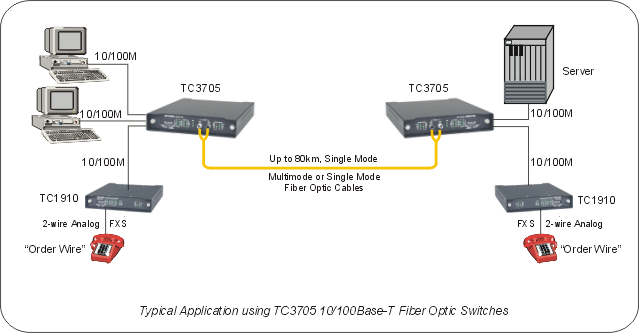 10/100M
TC3705
TC3705
Server
10/100M
10/100M
Up to 80km, Single Mode
10/100M
10/100M
Multimode or Single Mode
Fiber Optic Cables
TC1910
TC1910
2-wire Analog FXS
FXS 2-wire Analog
“Order Wire”
“Order Wire”
Typical Application using TC3705 10/100Base-T Fiber Optic Switches